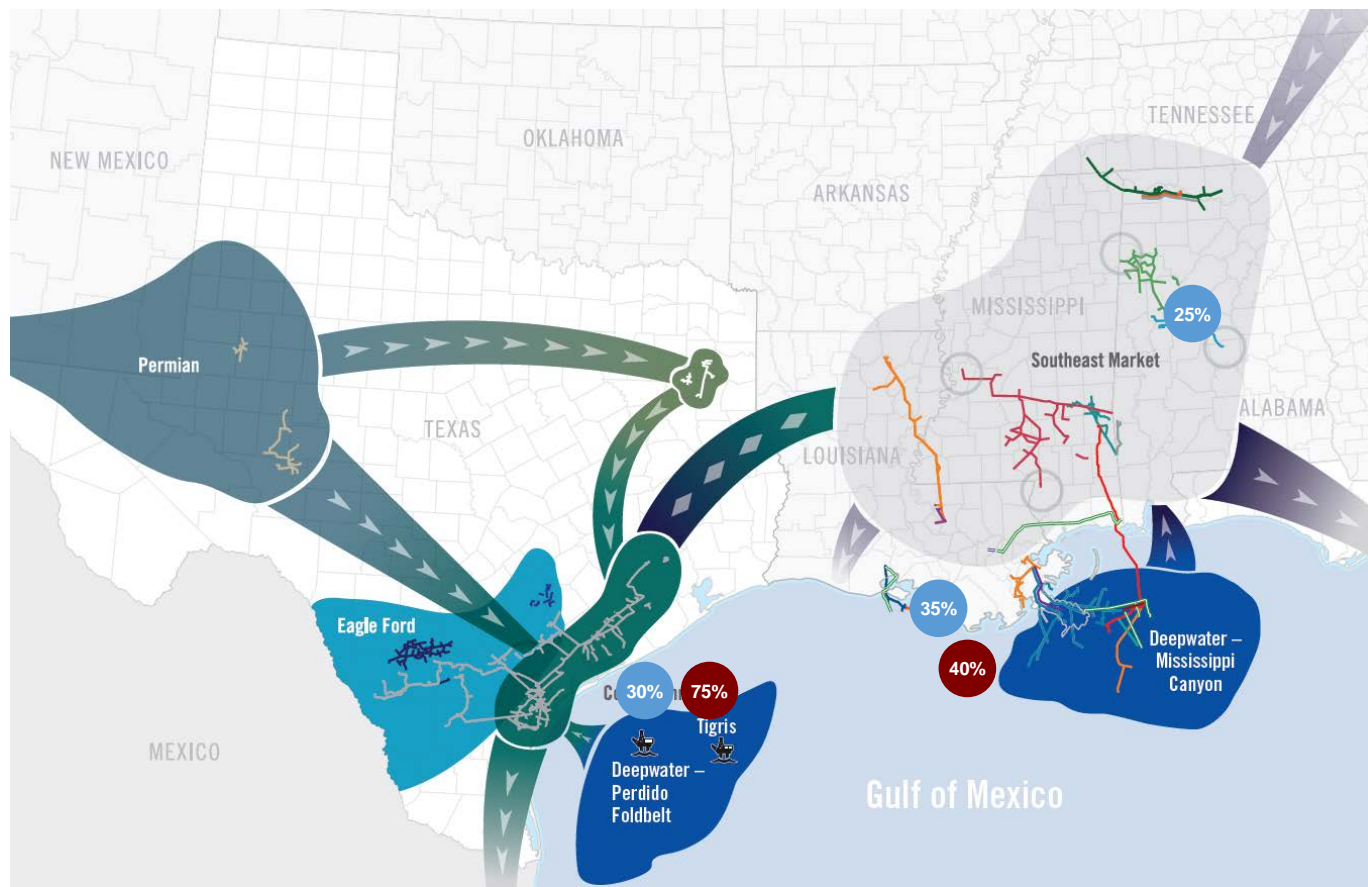 TENNESSEE
OKLAHOMA
NEW MEXICO
ARKANSAS
MISSISSIPPI
25%
Southeast Market
Permian
ALABAMA
TEXAS
LOUISIANA
35%
Eagle Ford
40%
Deepwater –
Mississippi
Canyon
30%
75%
Tigris
MEXICO
Deepwater –
Perdido
Foldbelt
Gulf of Mexico